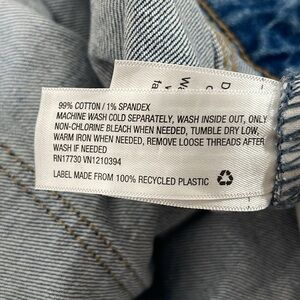 99% COTTON / 1% SPANDEX
MACHINE WASH COLD SEPARATELY, WASH INSIDE OUT, ONLY
NON-CHLORINE BLEACH WHEN NEEDED, TUMBLE DRY LOW,
WARM IRON WHEN NEEDED, REMOVE LOOSE THREADS AFTER
WASH IF NEEDED
RN17730 VN1210394
LABEL MADE FROM 100% RECYCLED PLASTIC